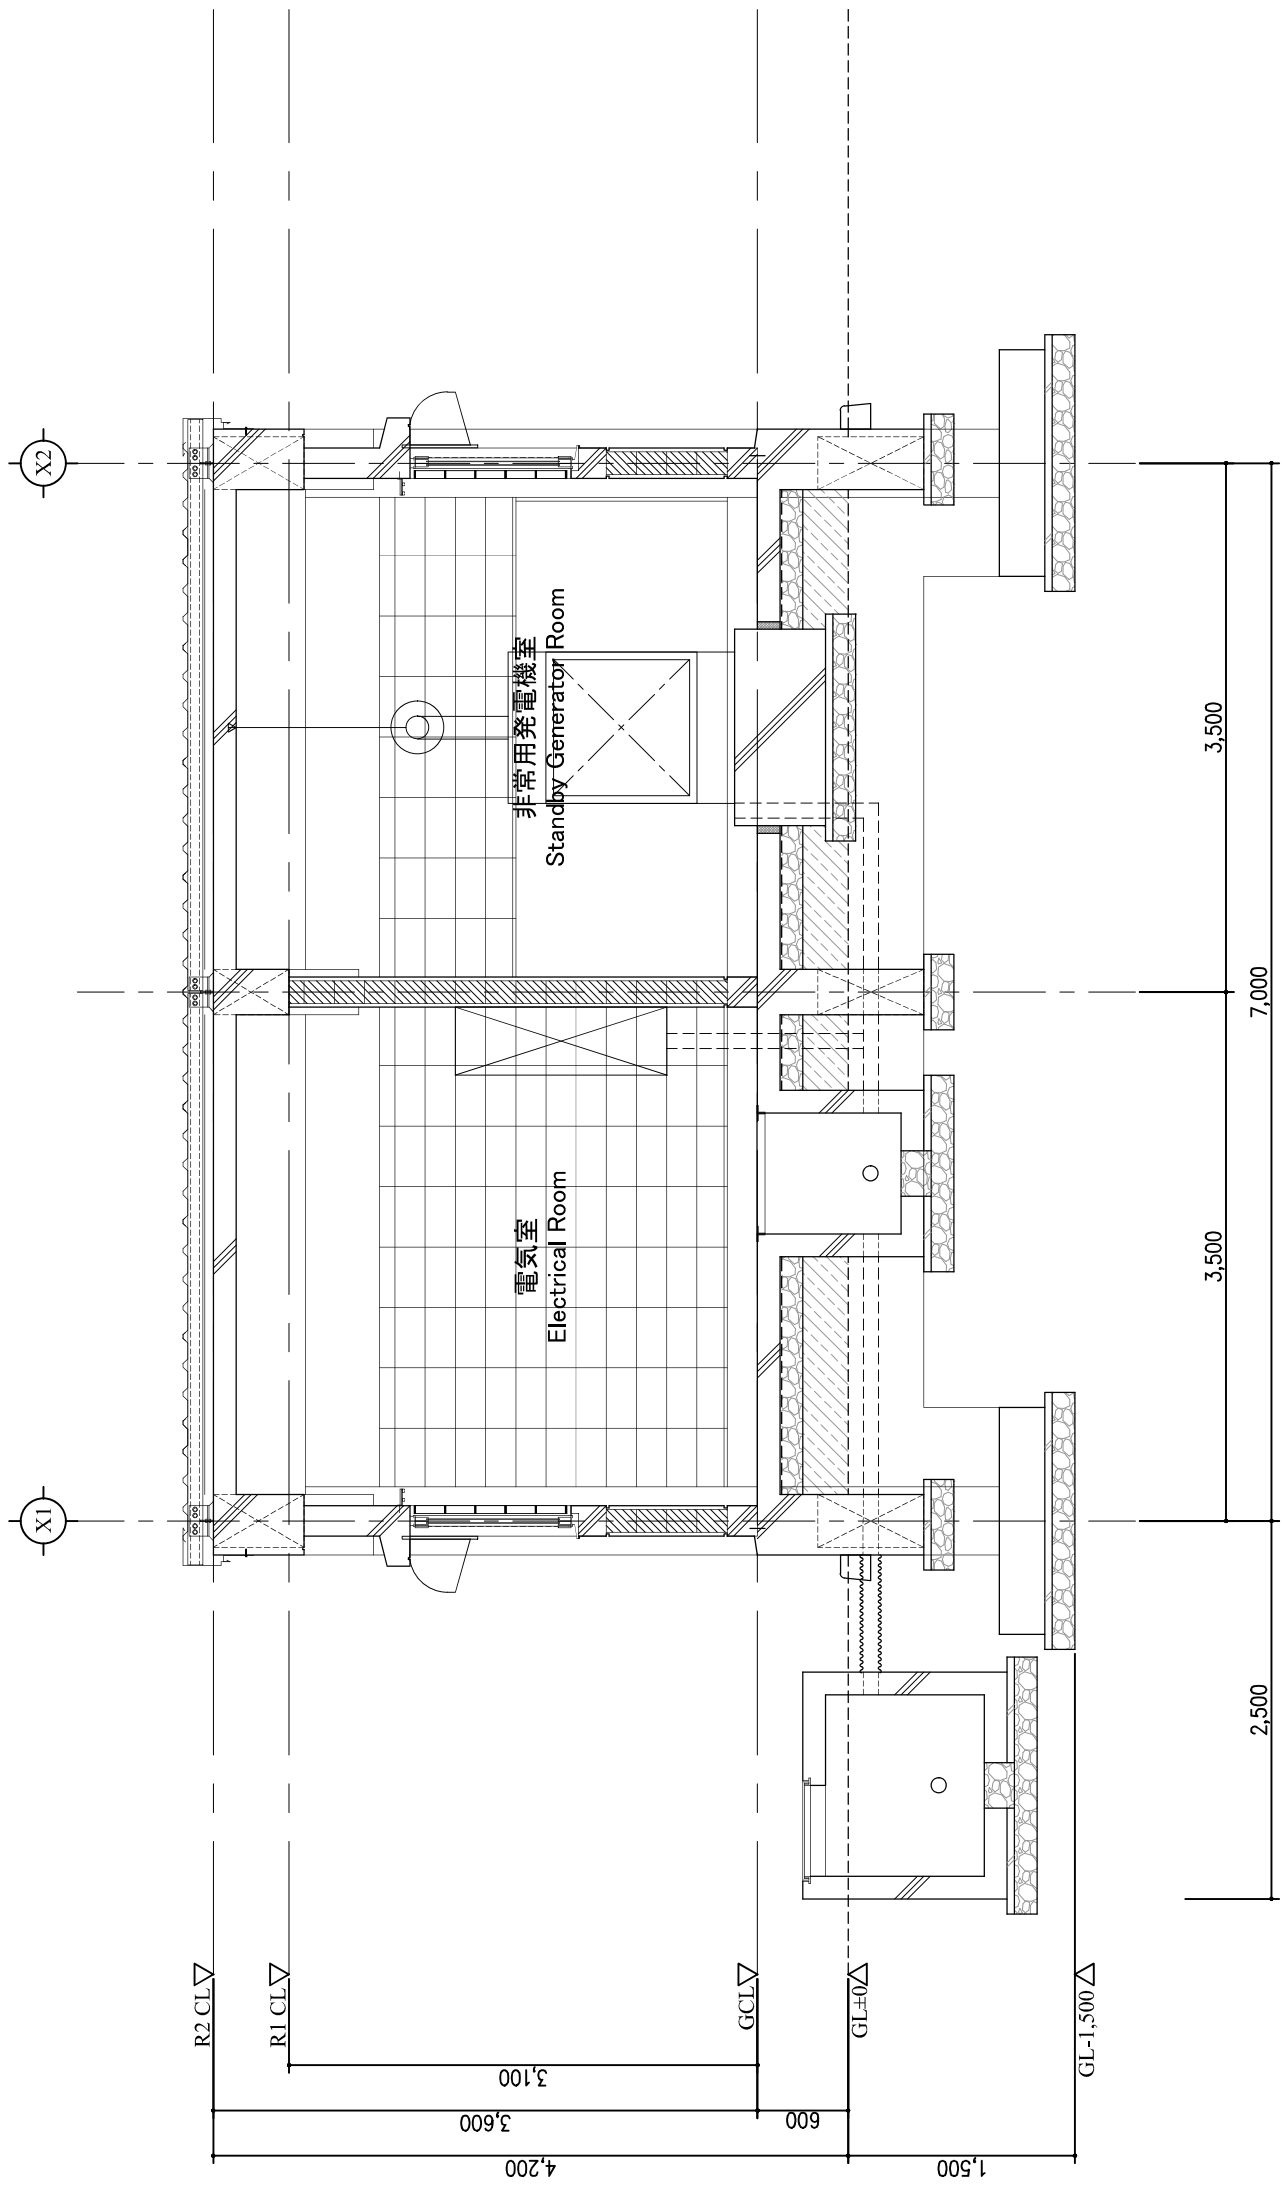 X1
X2
R2 CL
R1 CL
GCL
GL±0
GL-1,500
4,200
3,600
3,100
600
1,500
電気室
Electrical Room
非常用発電機室
Standby Generator Room
3,500
3,500
2,500
7,000